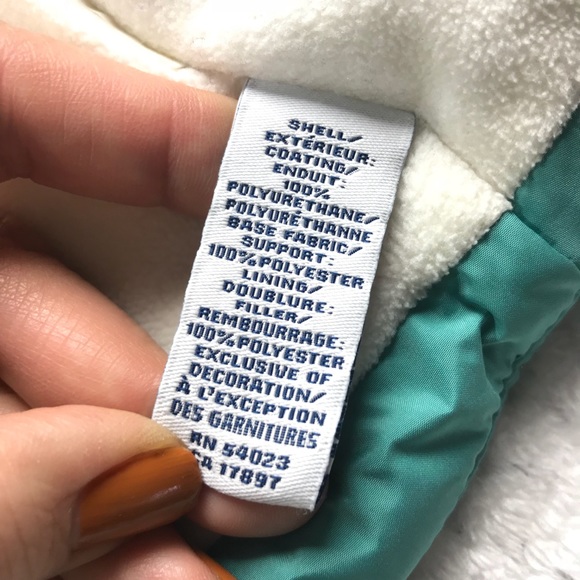 SHELL/
EXTÉRIEUR:
COATING/
ENDUIT:
100%
POLYURETHANE/
POLYURÉTHANNE
BASE FABRIC/
SUPPORT:
100% POLYESTER
LINING/
DOUBLURE:
FILLER/
REMBOURRAGE:
100% POLYESTER
EXCLUSIVE OF
DECORATION/
À L'EXCEPTION
DES GARNITURES
RN 54023
CA 17897